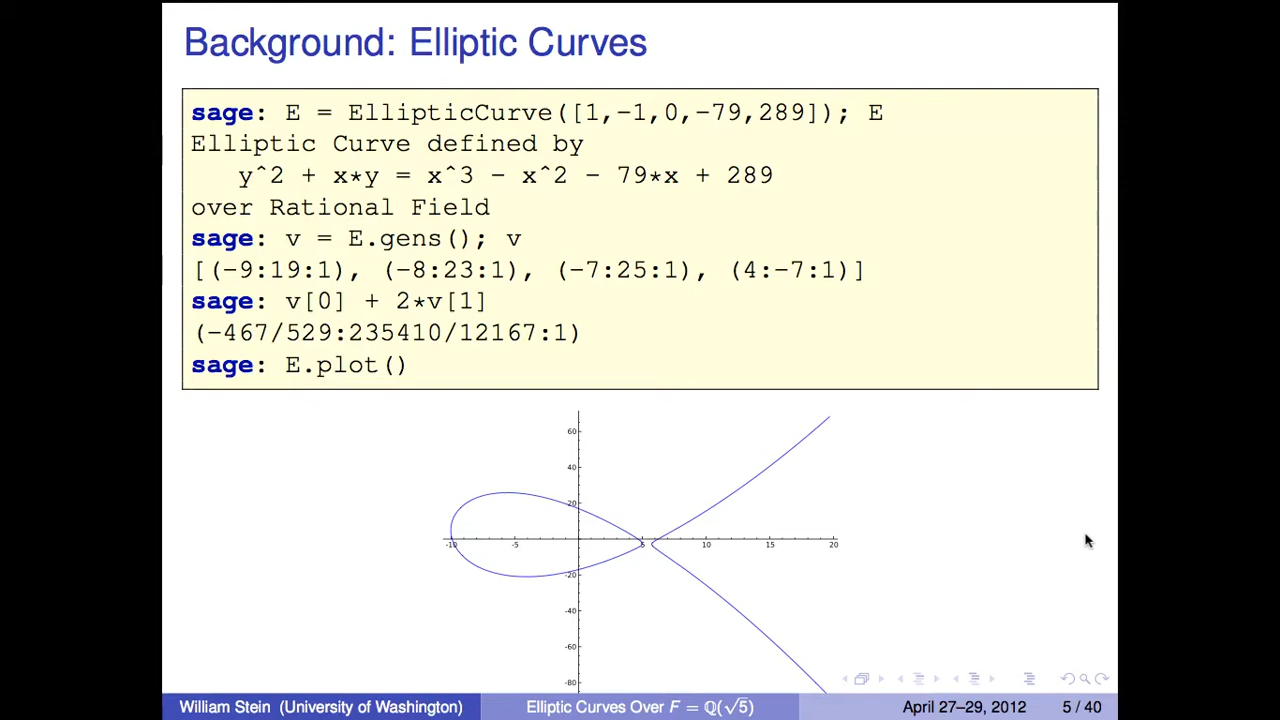 Background: Elliptic Curves
sage: E = EllipticCurve([1,-1,0,-79,289]); E
Elliptic Curve defined by
y^2 + x*y = x^3 - x^2 - 79*x + 289
over Rational Field
sage: v = E.gens(); v
[(-9:19:1), (-8:23:1), (-7:25:1), (4:-7:1)]
sage: v[0] + 2*v[1]
(-467/529:235410/12167:1)
sage: E.plot()
60
40
20
-10 -5 5 10 15 20
-20
-40
-60
-80
William Stein (University of Washington) Elliptic Curves Over F = ℚ(√5) April 27–29, 2012 5 / 40